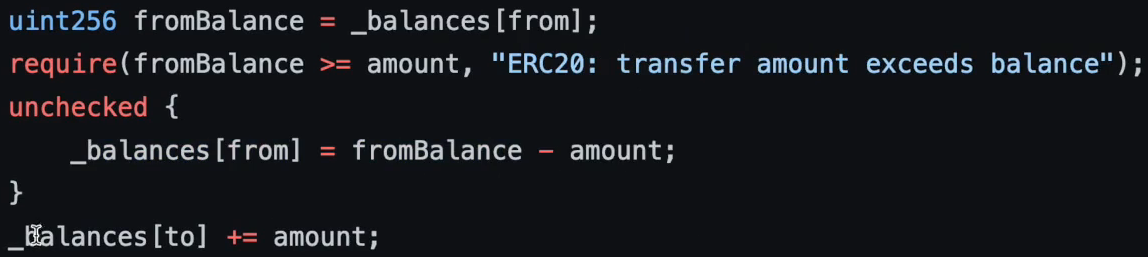 uint256 fromBalance = _balances[from];
require(fromBalance >= amount, "ERC20: transfer amount exceeds balance");
unchecked {
    _balances[from] = fromBalance - amount;
}
_balances[to] += amount;